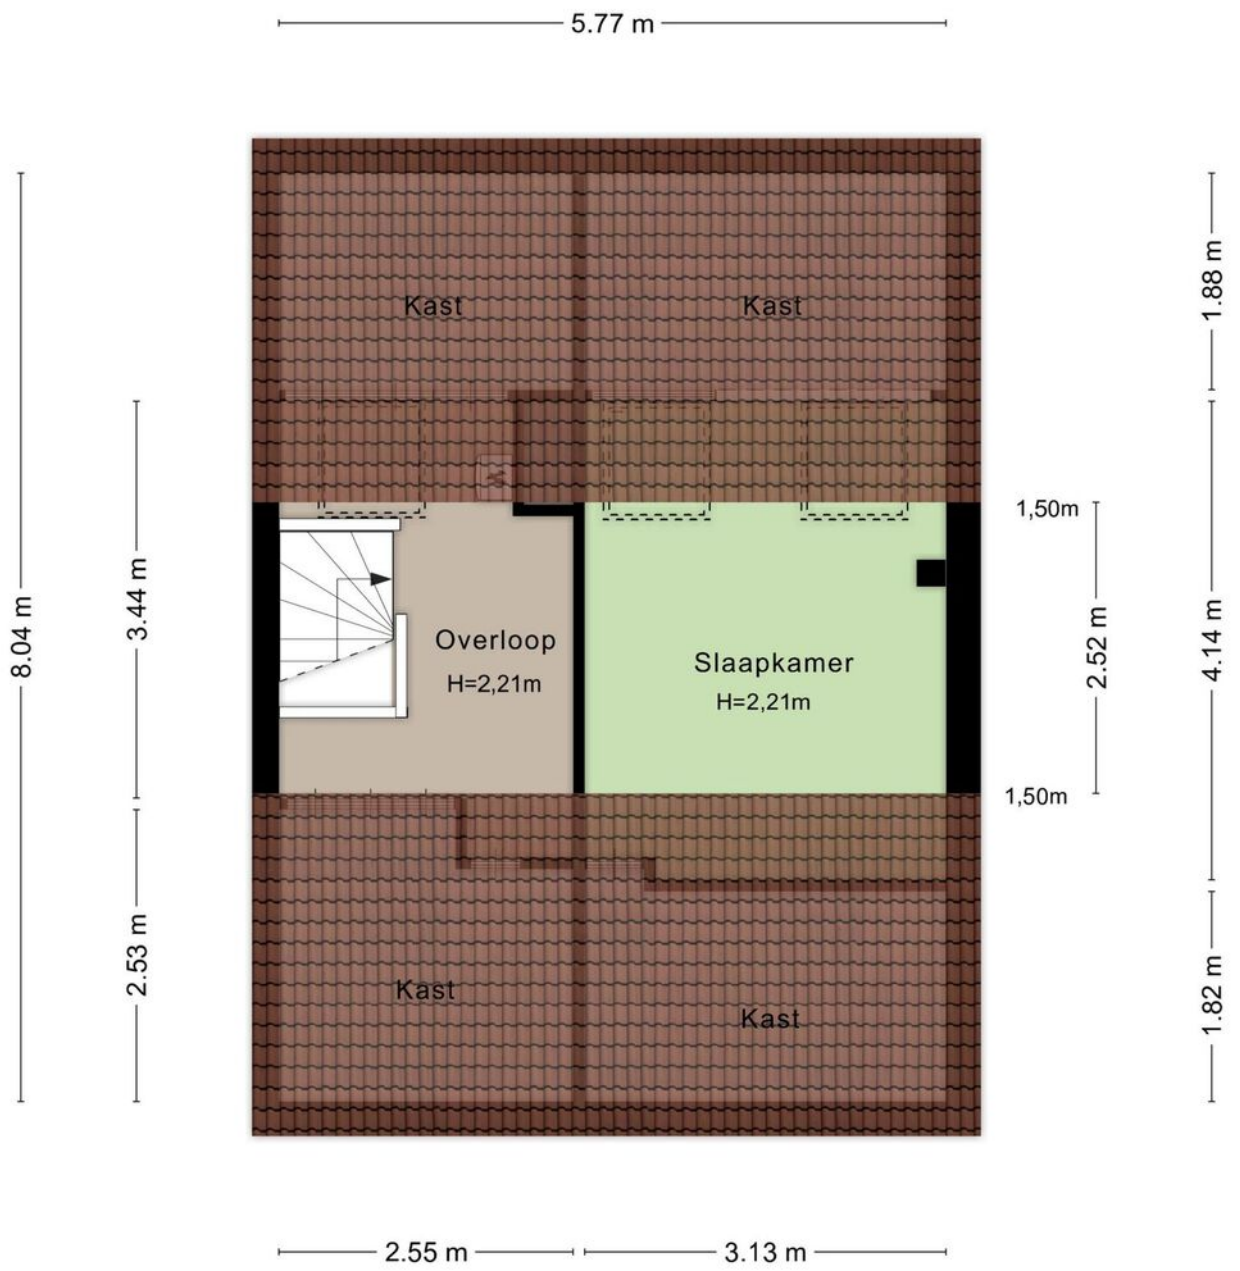 5.77 m
Kast
Kast
1.88 m
1,50m
8.04 m
3.44 m
Overloop
H=2,21m
Slaapkamer
H=2,21m
2.52 m
4.14 m
1,50m
2.53 m
Kast
Kast
1.82 m
2.55 m
3.13 m